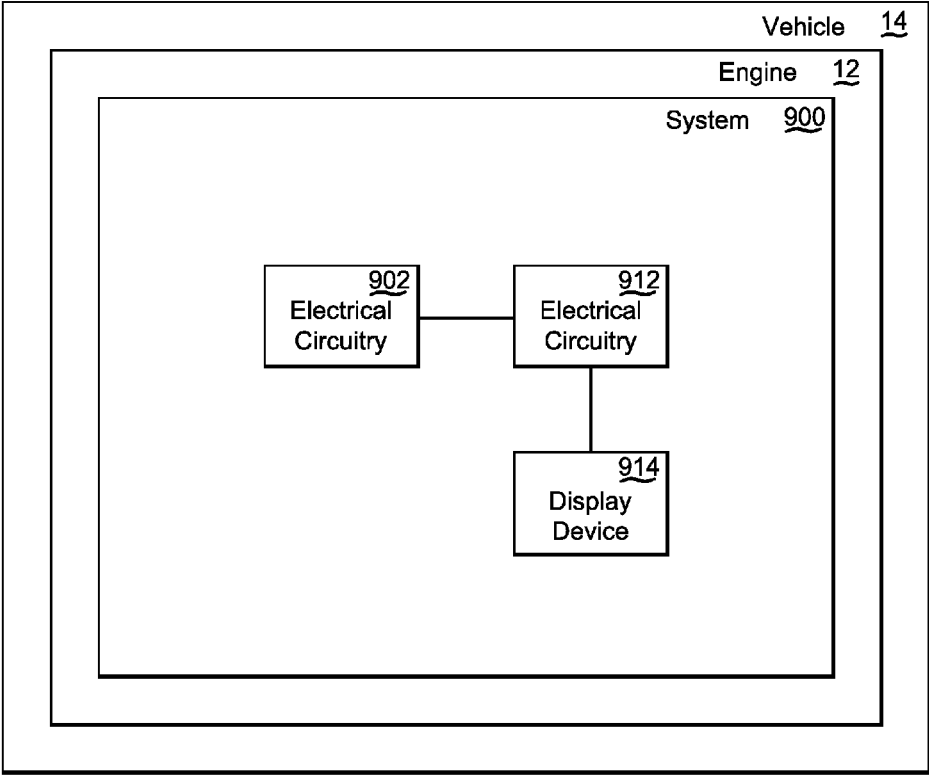 Vehicle 14
Engine 12
System 900
902
Electrical
Circuitry
912
Electrical
Circuitry
914
Display
Device